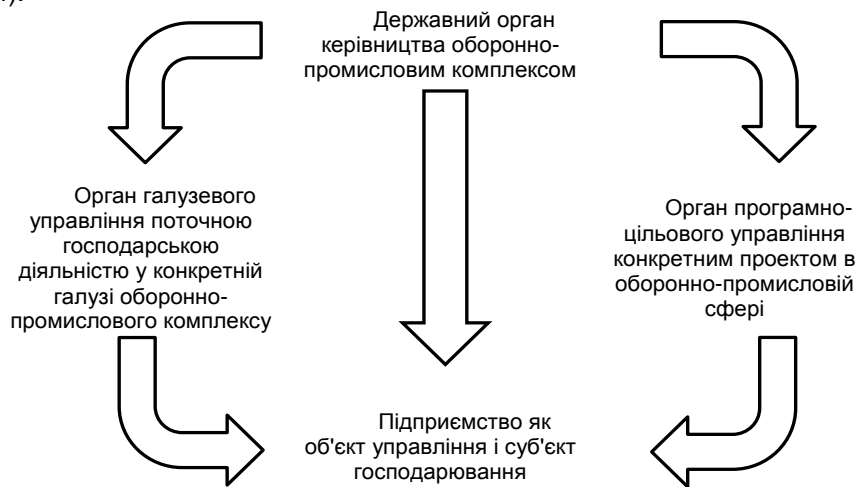 ).
Державний орган
керівництва оборонно-
промисловим комплексом
Орган галузевого
управління поточною
господарською
діяльністю у конкретній
галузі оборонно-
промислового комплексу
Орган програмно-
цільового управління
конкретним проектом в
оборонно-промисловій
сфері
Підприємство як
об'єкт управління і суб'єкт
господарювання